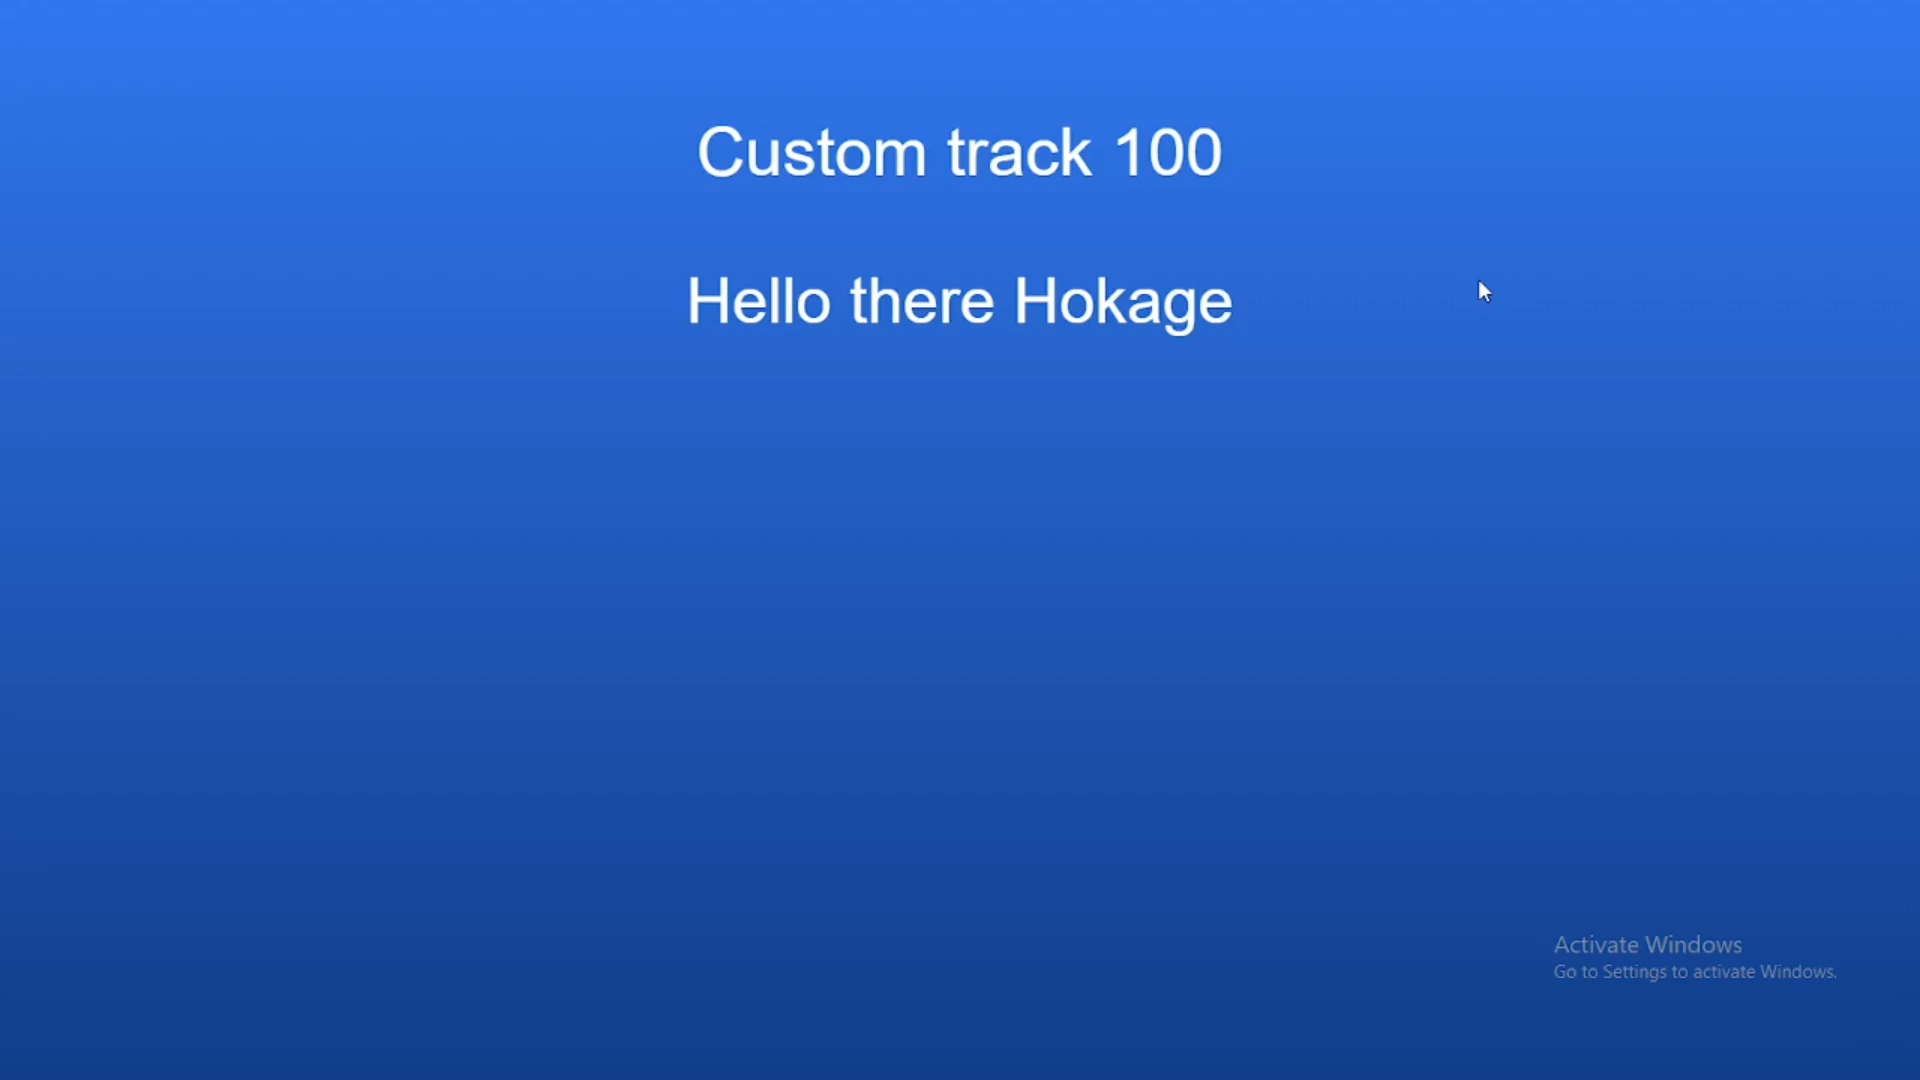 Custom track 100
Hello there Hokage
Activate Windows
Go to Settings to activate Windows.